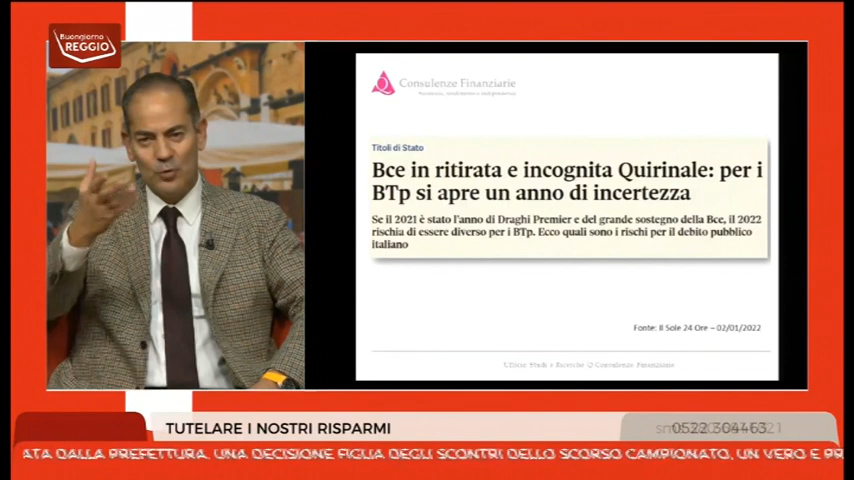 Buongiorno
REGGIO
Q Consulenze Finanziarie
Titoli di Stato
Bce in ritirata e incognita Quirinale: per i
BTp si apre un anno di incertezza
Se il 2021 è stato l'anno di Draghi Premier e del grande sostegno della Bce, il 2022
rischia di essere diverso per i BTp. Ecco quali sono i rischi per il debito pubblico
italiano
Fonte: Il Sole 24 Ore – 02/01/2022
Ufficio Studi e Ricerche Q Consulenze Finanziarie
TUTELARE I NOSTRI RISPARMI
0522 304463
ATA DALLA PREFETTURA. UNA DECISIONE FIGLIA DEGLI SCONTRI DELLO SCORSO CAMPIONATO, UN VERO E PR